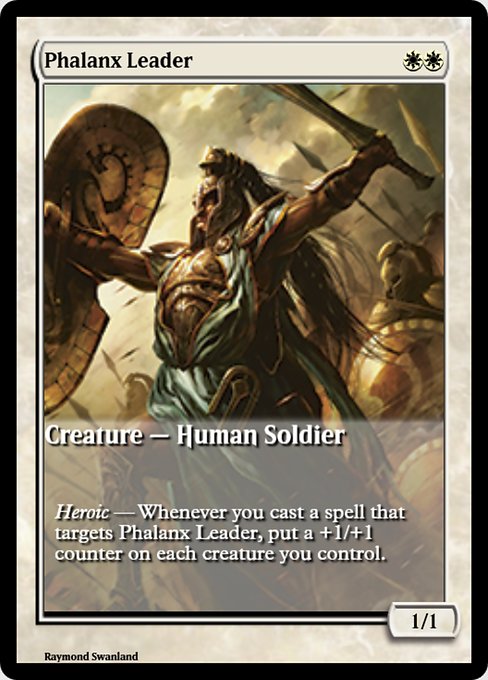 Phalanx Leader
Creature — Human Soldier
Heroic — Whenever you cast a spell that
targets Phalanx Leader, put a +1/+1
counter on each creature you control.
1/1
Raymond Swanland